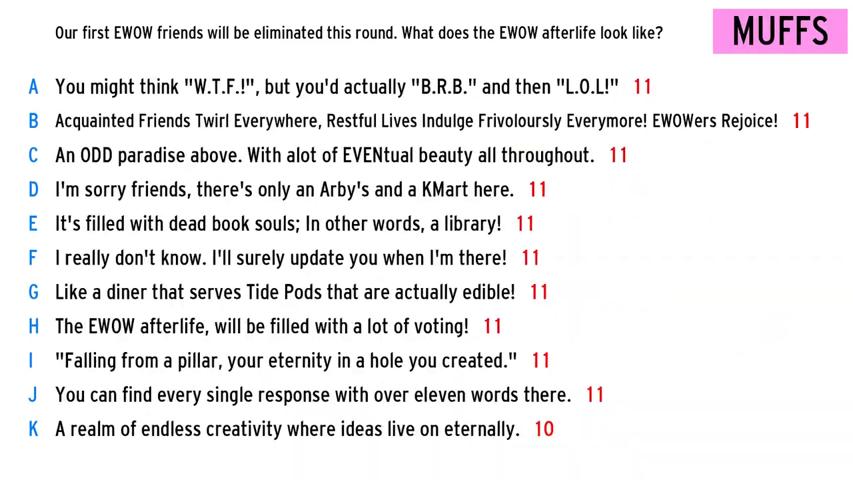 Our first EWOW friends will be eliminated this round. What does the EWOW afterlife look like?
MUFFS
A You might think "W.T.F.!", but you'd actually "B.R.B." and then "L.O.L!" 11
B Acquainted Friends Twirl Everywhere, Restful Lives Indulge Frivoloursly Everymore! EWOWers Rejoice! 11
C An ODD paradise above. With alot of EVENtual beauty all throughout. 11
D I'm sorry friends, there's only an Arby's and a KMart here. 11
E It's filled with dead book souls; In other words, a library! 11
F I really don't know. I'll surely update you when I'm there! 11
G Like a diner that serves Tide Pods that are actually edible! 11
H The EWOW afterlife, will be filled with a lot of voting! 11
I "Falling from a pillar, your eternity in a hole you created." 11
J You can find every single response with over eleven words there. 11
K A realm of endless creativity where ideas live on eternally. 10